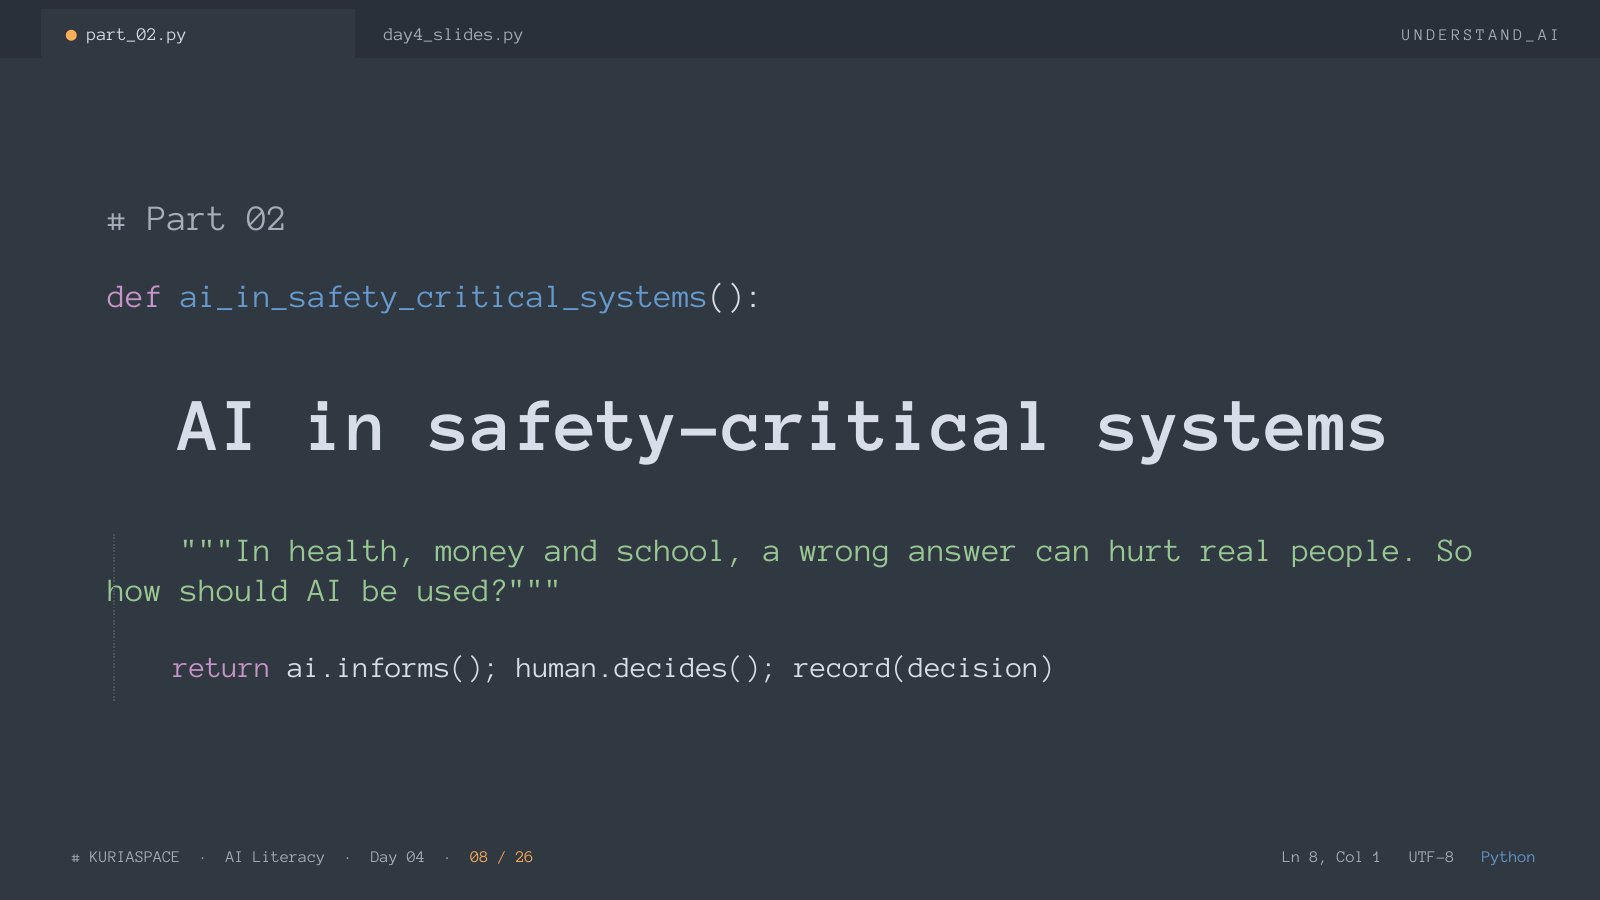 part_02.py
day4_slides.py
UNDERSTAND_AI
# Part 02
def ai_in_safety_critical_systems():
AI in safety-critical systems
"""In health, money and school, a wrong answer can hurt real people. So
how should AI be used?"""
return ai.informs(); human.decides(); record(decision)
# KURIASPACE · AI Literacy · Day 04 · 08 / 26
Ln 8, Col 1 UTF-8 Python